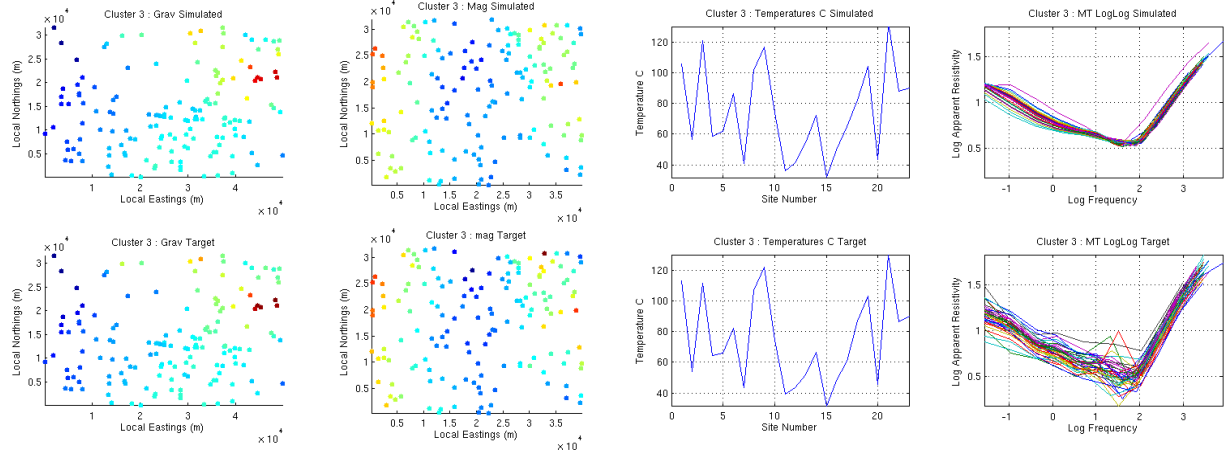 Cluster 3 : Grav Simulated
× 10⁴
3
2.5
2
1.5
1
0.5
Local Northings (m)
1 2 3 4
Local Eastings (m)
× 10⁴
Cluster 3 : Mag Simulated
× 10⁴
3
2.5
2
1.5
1
0.5
Local Northings (m)
0.5 1 1.5 2 2.5 3 3.5
Local Eastings (m)
× 10⁴
Cluster 3 : Temperatures C Simulated
120
100
80
60
40
Temperature C
0 5 10 15 20
Site Number
Cluster 3 : MT LogLog Simulated
1.5
1
0.5
Log Apparent Resistivity
-1 0 1 2 3
Log Frequency
Cluster 3 : Grav Target
× 10⁴
3
2.5
2
1.5
1
0.5
Local Northings (m)
1 2 3 4
Local Eastings (m)
× 10⁴
Cluster 3 : mag Target
× 10⁴
3
2.5
2
1.5
1
0.5
Local Northings (m)
0.5 1 1.5 2 2.5 3 3.5
Local Eastings (m)
× 10⁴
Cluster 3 : Temperatures C Target
120
100
80
60
40
Temperature C
0 5 10 15 20
Site Number
Cluster 3 : MT LogLog Target
1.5
1
0.5
Log Apparent Resistivity
-1 0 1 2 3
Log Frequency